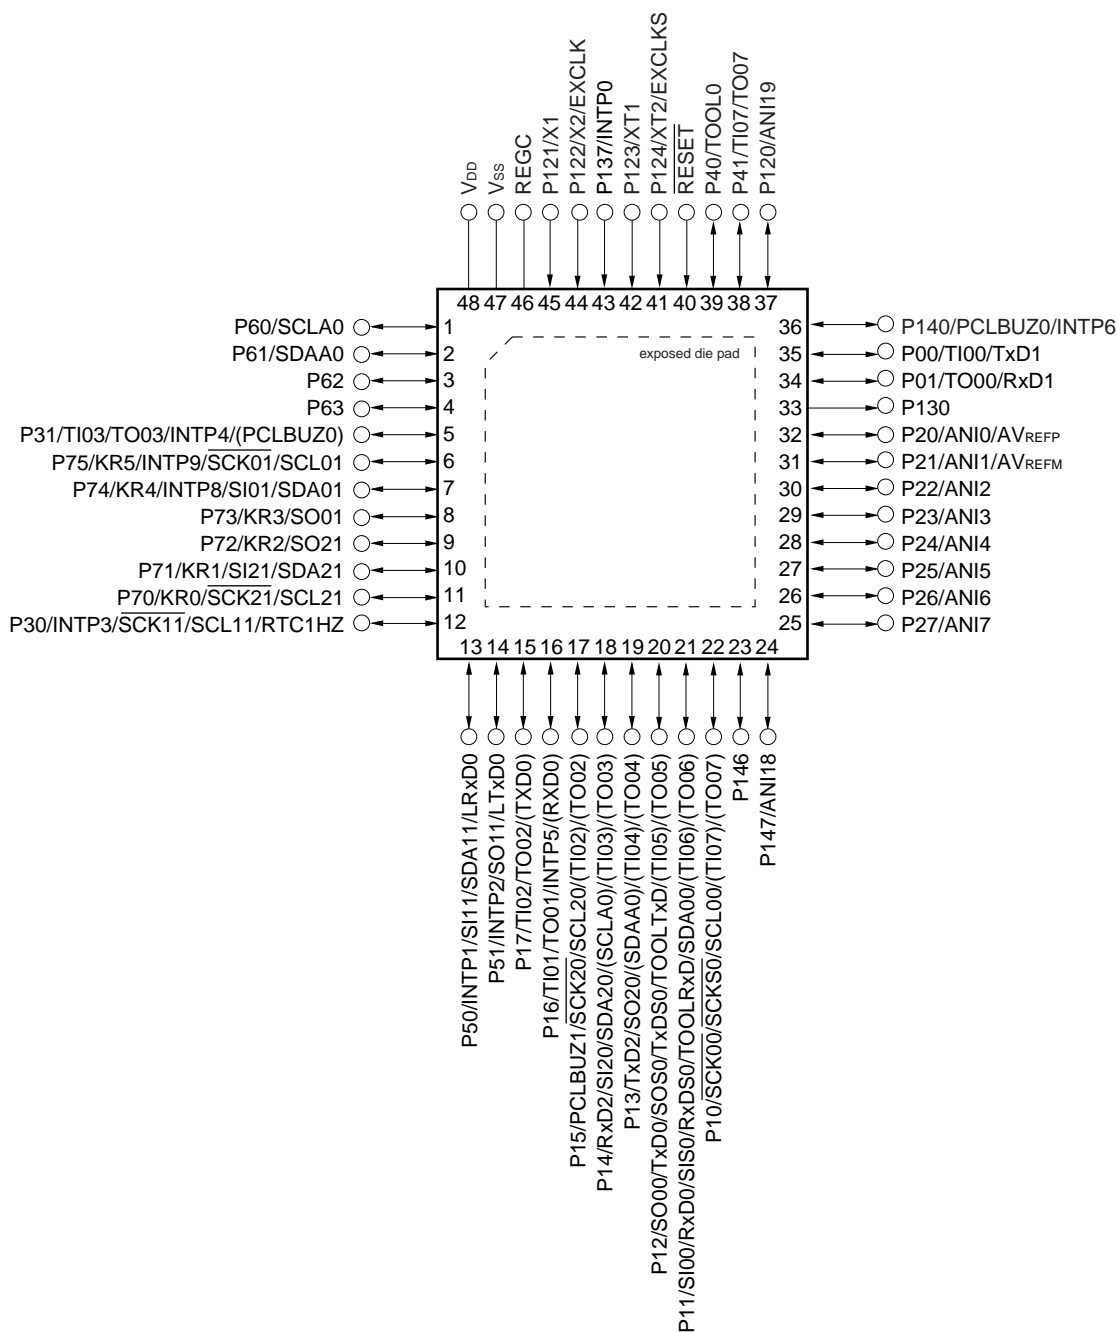 VDD
VSS
REGC
P121/X1
P122/X2/EXCLK
P137/INTP0
P123/XT1
P124/XT2/EXCLKS
RESET
P40/TOOL0
P41/TI07/TO07
P120/ANI19
48 47 46 45 44 43 42 41 40 39 38 37
P60/SCLA0 1
P61/SDAA0 2
P62 3
P63 4
P31/TI03/TO03/INTP4/(PCLBUZ0) 5
P75/KR5/INTP9/SCK01/SCL01 6
P74/KR4/INTP8/SI01/SDA01 7
P73/KR3/SO01 8
P72/KR2/SO21 9
P71/KR1/SI21/SDA21 10
P70/KR0/SCK21/SCL21 11
P30/INTP3/SCK11/SCL11/RTC1HZ 12
exposed die pad
36 P140/PCLBUZ0/INTP6
35 P00/TI00/TxD1
34 P01/TO00/RxD1
33 P130
32 P20/ANI0/AVREFP
31 P21/ANI1/AVREFM
30 P22/ANI2
29 P23/ANI3
28 P24/ANI4
27 P25/ANI5
26 P26/ANI6
25 P27/ANI7
13 14 15 16 17 18 19 20 21 22 23 24
P50/INTP1/SI11/SDA11/LRxD0
P51/INTP2/SO11/LTxD0
P17/TI02/TO02/(TXD0)
P16/TI01/TO01/INTP5/(RXD0)
P15/PCLBUZ1/SCK20/SCL20/(TI02)/(TO02)
P14/RxD2/SI20/SDA20/(SCLA0)/(TI03)/(TO03)
P13/TxD2/SO20/(SDAA0)/(TI04)/(TO04)
P12/SO00/TxD0/SOS0/TxDS0/TOOLTxD/(TI05)/(TO05)
P11/SI00/RxD0/SIS0/RxDS0/TOOLRxD/SDA00/(TI06)/(TO06)
P10/SCK00/SCKS0/SCL00/(TI07)/(TO07)
P146
P147/ANI18